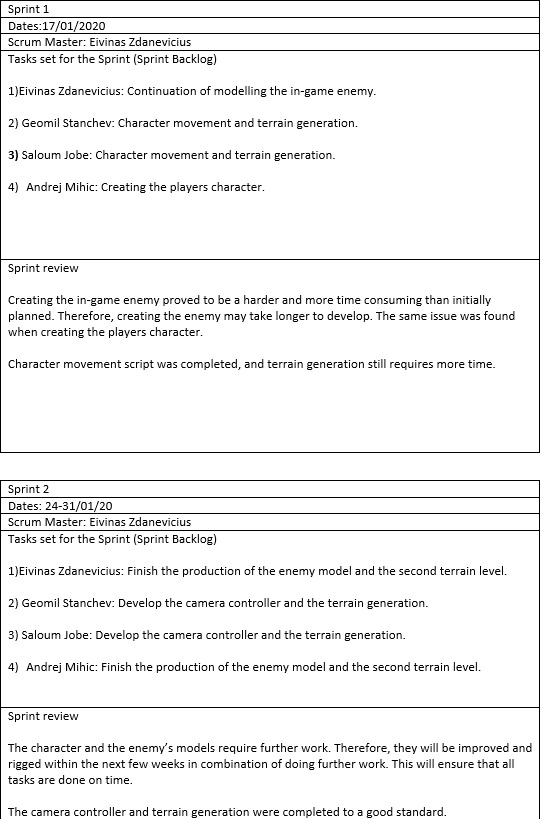 Sprint 1
Dates:17/01/2020
Scrum Master: Eivinas Zdanevicius
Tasks set for the Sprint (Sprint Backlog)
1)Eivinas Zdanevicius: Continuation of modelling the in-game enemy.
2) Geomil Stanchev: Character movement and terrain generation.
3) Saloum Jobe: Character movement and terrain generation.
4) Andrej Mihic: Creating the players character.
Sprint review
Creating the in-game enemy proved to be a harder and more time consuming than initially
planned. Therefore, creating the enemy may take longer to develop. The same issue was found
when creating the players character.
Character movement script was completed, and terrain generation still requires more time.
Sprint 2
Dates: 24-31/01/20
Scrum Master: Eivinas Zdanevicius
Tasks set for the Sprint (Sprint Backlog)
1)Eivinas Zdanevicius: Finish the production of the enemy model and the second terrain level.
2) Geomil Stanchev: Develop the camera controller and the terrain generation.
3) Saloum Jobe: Develop the camera controller and the terrain generation.
4) Andrej Mihic: Finish the production of the enemy model and the second terrain level.
Sprint review
The character and the enemy’s models require further work. Therefore, they will be improved and
rigged within the next few weeks in combination of doing further work. This will ensure that all
tasks are done on time.
The camera controller and terrain generation were completed to a good standard.